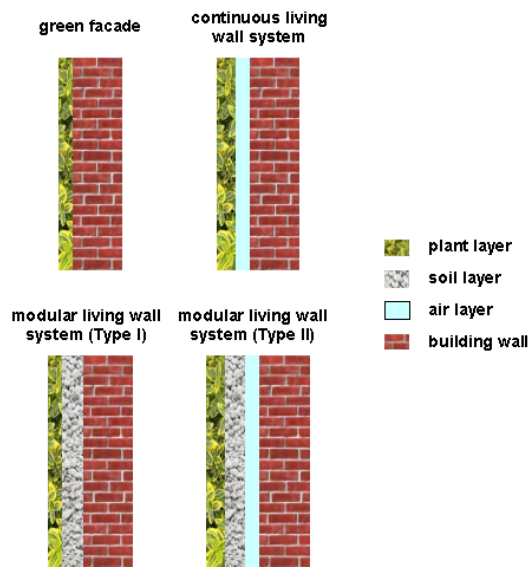 green facade
continuous living
wall system
plant layer
soil layer
air layer
building wall
modular living wall
system (Type I)
modular living wall
system (Type II)